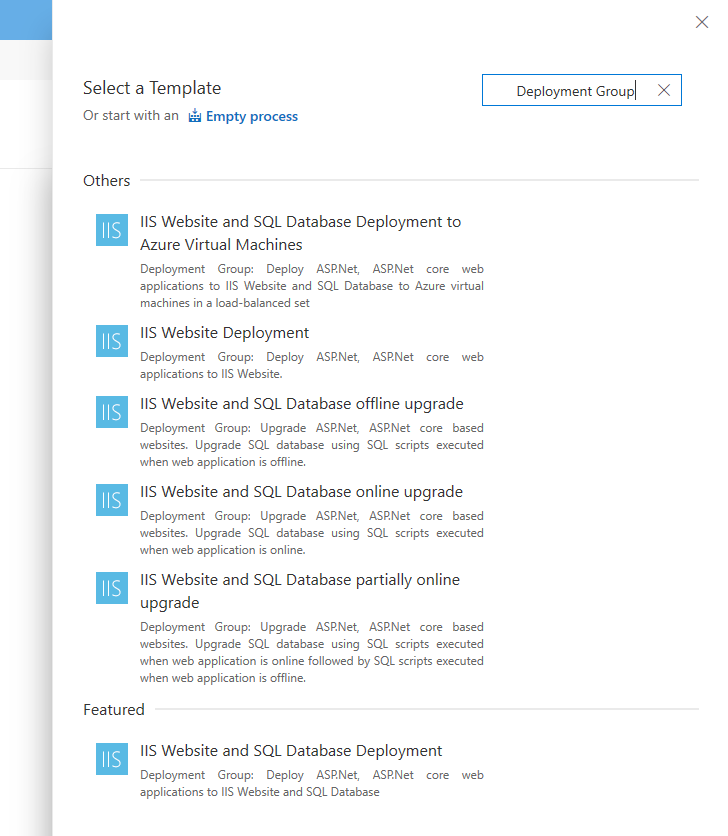 Select a Template
Deployment Group
Or start with an Empty process
Others
IIS
IIS Website and SQL Database Deployment to
Azure Virtual Machines
Deployment Group: Deploy ASP.Net, ASP.Net core web
applications to IIS Website and SQL Database to Azure virtual
machines in a load-balanced set
IIS
IIS Website Deployment
Deployment Group: Deploy ASP.Net, ASP.Net core web
applications to IIS Website.
IIS
IIS Website and SQL Database offline upgrade
Deployment Group: Upgrade ASP.Net, ASP.Net core based
websites. Upgrade SQL database using SQL scripts executed
when web application is offline.
IIS
IIS Website and SQL Database online upgrade
Deployment Group: Upgrade ASP.Net, ASP.Net core based
websites. Upgrade SQL database using SQL scripts executed
when web application is online.
IIS
IIS Website and SQL Database partially online
upgrade
Deployment Group: Upgrade ASP.Net, ASP.Net core based
websites. Upgrade SQL database using SQL scripts executed
when web application is online followed by SQL scripts executed
when web application is offline.
Featured
IIS
IIS Website and SQL Database Deployment
Deployment Group: Deploy ASP.Net, ASP.Net core web
applications to IIS Website and SQL Database